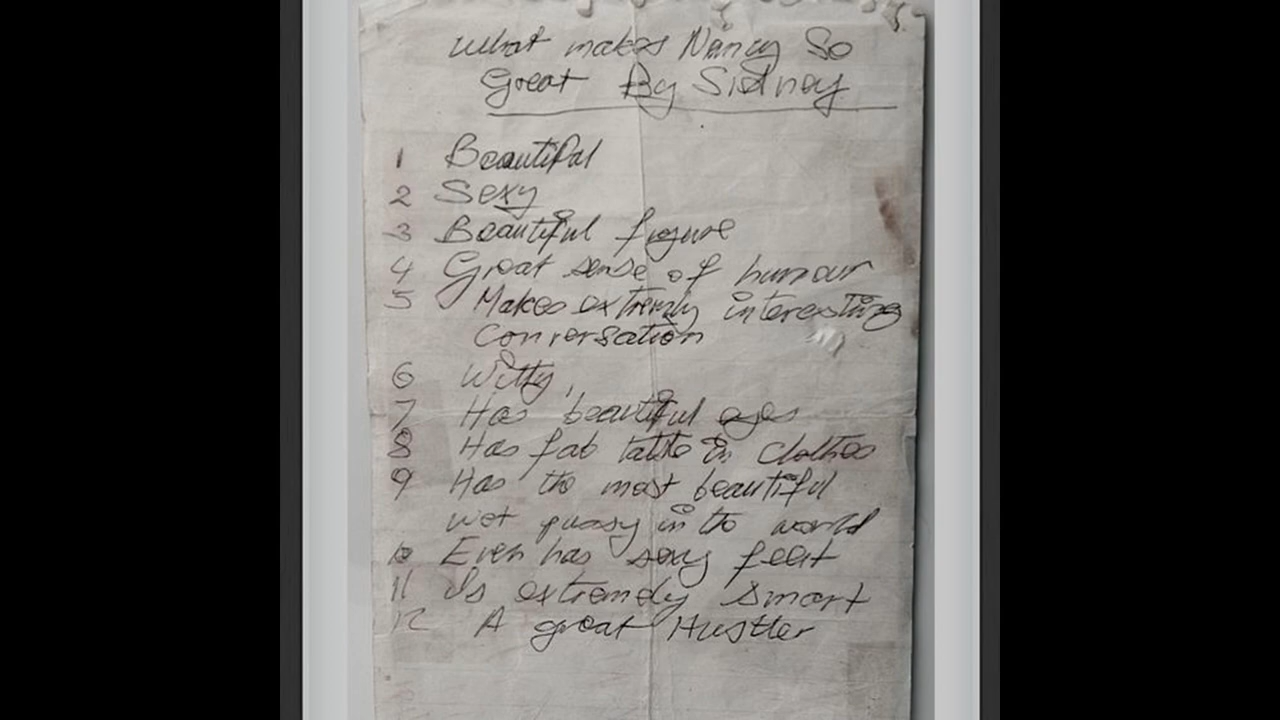 What makes Nancy So
Great By Sidney
1 Beautiful
2 Sexy
3 Beautiful figure
4 Great sense of humour
5 Makes extremly interesting
Conversation
6 Witty,
7 Has beautiful eyes
8 Has fab taste in clothes
9 Has the most beautiful
wet pussy in the world
10 Even has sexy feet
11 Is extremely smart
12 A great Hustler